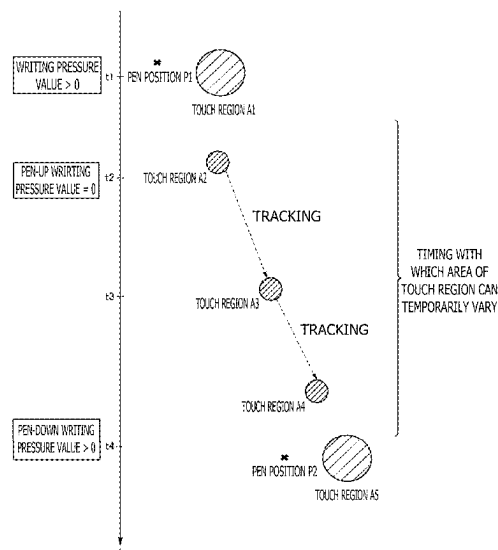 WRITING PRESSURE
VALUE > 0
t1
PEN POSITION P1
TOUCH REGION A1
PEN-UP WRIRTING
PRESSURE VALUE = 0
t2
TOUCH REGION A2
TRACKING
TIMING WITH
WHICH AREA OF
TOUCH REGION CAN
TEMPORARILY VARY
t3
TOUCH REGION A3
TRACKING
TOUCH REGION A4
PEN-DOWN WRITING
PRESSURE VALUE > 0
t4
PEN POSITION P2
TOUCH REGION A5